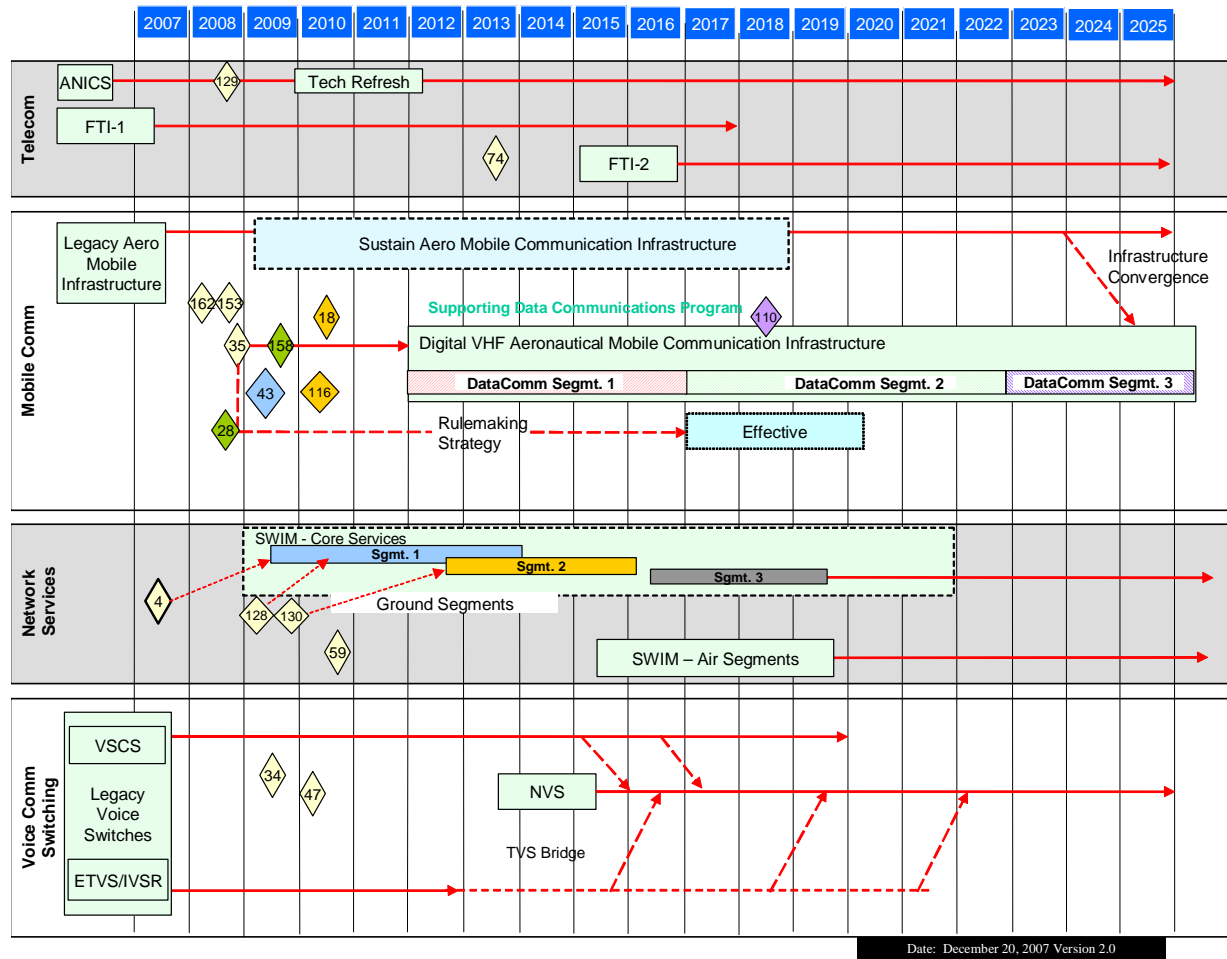 2007 2008 2009 2010 2011 2012 2013 2014 2015 2016 2017 2018 2019 2020 2021 2022 2023 2024 2025
Telecom
ANICS
129
Tech Refresh
FTI-1
74
FTI-2
Mobile Comm
Legacy Aero
Mobile
Infrastructure
Sustain Aero Mobile Communication Infrastructure
Infrastructure
Convergence
162
153
18
Supporting Data Communications Program
110
35
158
Digital VHF Aeronautical Mobile Communication Infrastructure
43
116
DataComm Segmt. 1
DataComm Segmt. 2
DataComm Segmt. 3
28
Rulemaking
Strategy
Effective
Network
Services
SWIM - Core Services
Sgmt. 1
Sgmt. 2
Sgmt. 3
4
128
130
Ground Segments
59
SWIM – Air Segments
Voice Comm
Switching
VSCS
34
47
NVS
Legacy
Voice
Switches
TVS Bridge
ETVS/IVSR
Date: December 20, 2007 Version 2.0